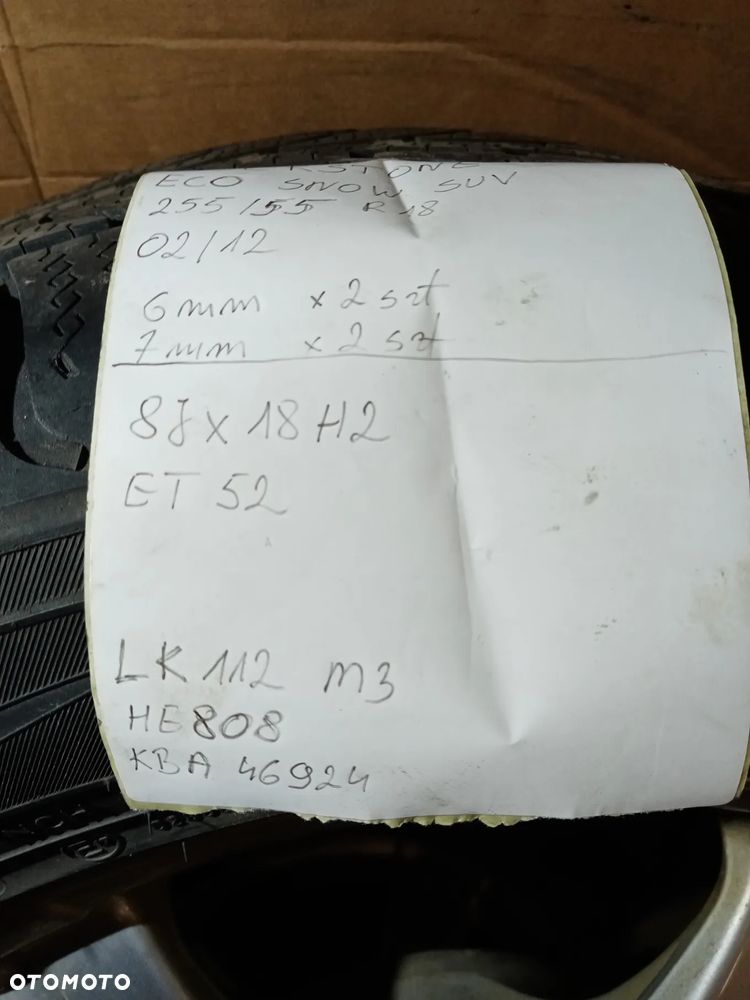 ECO SNOW SUV
255/55 R18
02/12
6mm x 2 szt
7mm x 2 szt
8J x 18 H2
ET 52
LK 112 m3
HE808
KBA 46924
OTOMOTO